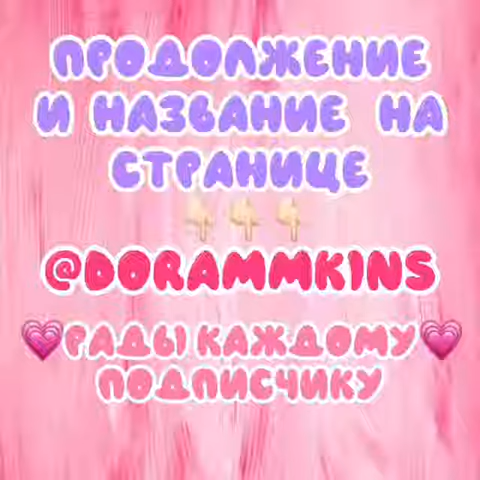 ПРОДОЛЖЕНИЕ
И НАЗВАНИЕ НА
СТРАНИЦЕ
👇🏻👇🏻👇🏻
@DORAMMKINS
💗РАДЫ КАЖДОМУ💗
ПОДПИСЧИКУ